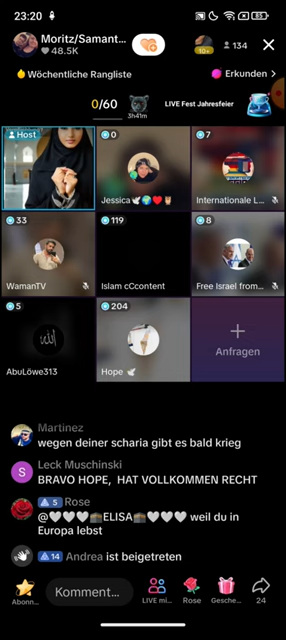 23:20
85
Moritz/Samant...
48.5K
10+
134
Wöchentliche Rangliste
Erkunden >
0/60
3h41m
LIVE Fest Jahresfeier
Host
0
7
Jessica🕊🌍❤️🦉
Internationale L...
33
119
8
WamanTV
Islam cCcontent
Free Israel from...
5
204
AbuLöwe313
Hope 🕊
+
Anfragen
Martinez
wegen deiner scharia gibt es bald krieg
S
Leck Muschinski
BRAVO HOPE, HAT VOLLKOMMEN RECHT
5 Rose
@🤍🤍🤍🕋ELISA🕋🤍🤍🤍 weil du in
Europa lebst
14 Andrea ist beigetreten
Abonn...
Komment...
LIVE mi...
Rose
Gesche...
24